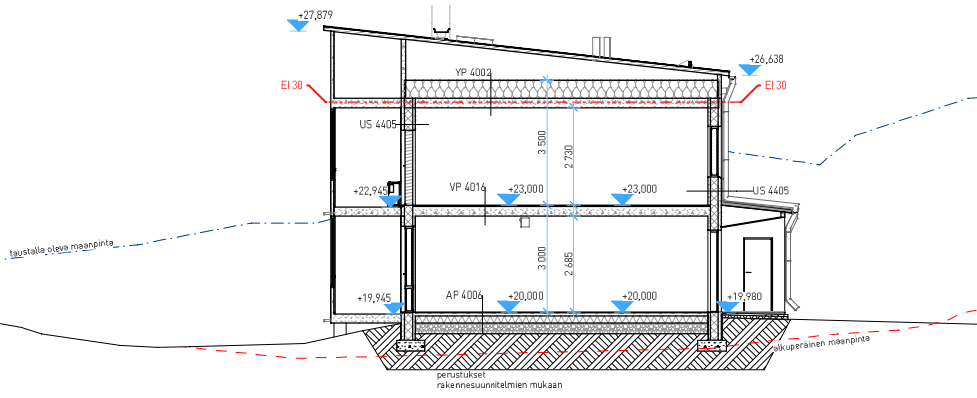 +27,879
+26,638
YP 4002
EI 30
EI 30
US 4405
3 500
2 730
+22,945
VP 4016
+23,000
+23,000
US 4405
taustalla oleva maanpinta
3 000
2 685
+19,945
AP 4006
+20,000
+20,000
+19,980
alkuperäinen maanpinta
perustukset
rakennesuunnitelmien mukaan